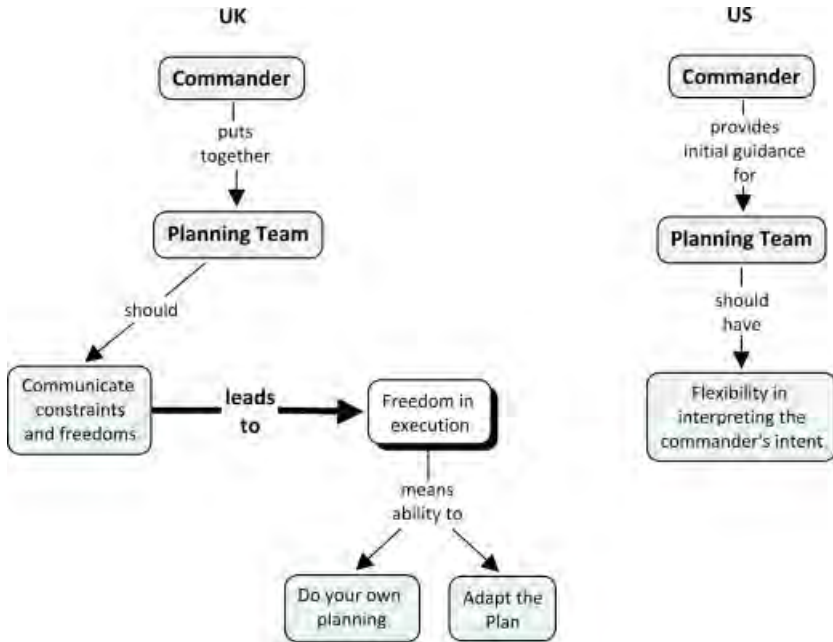 UK
Commander
puts
together
Planning Team
should
Communicate
constraints
and freedoms
leads
to
Freedom in
execution
means
ability to
Do your own
planning
Adapt the
Plan
US
Commander
provides
initial guidance
for
Planning Team
should
have
Flexibility in
interpreting the
commander's intent